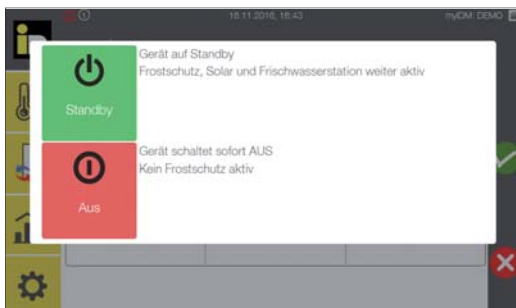 16.11.2016, 16:43
myIDM: DEMO
Gerät auf Standby
Frostschutz, Solar und Frischwasserstation weiter aktiv
Standby
Gerät schaltet sofort AUS
Kein Frostschutz aktiv
Aus